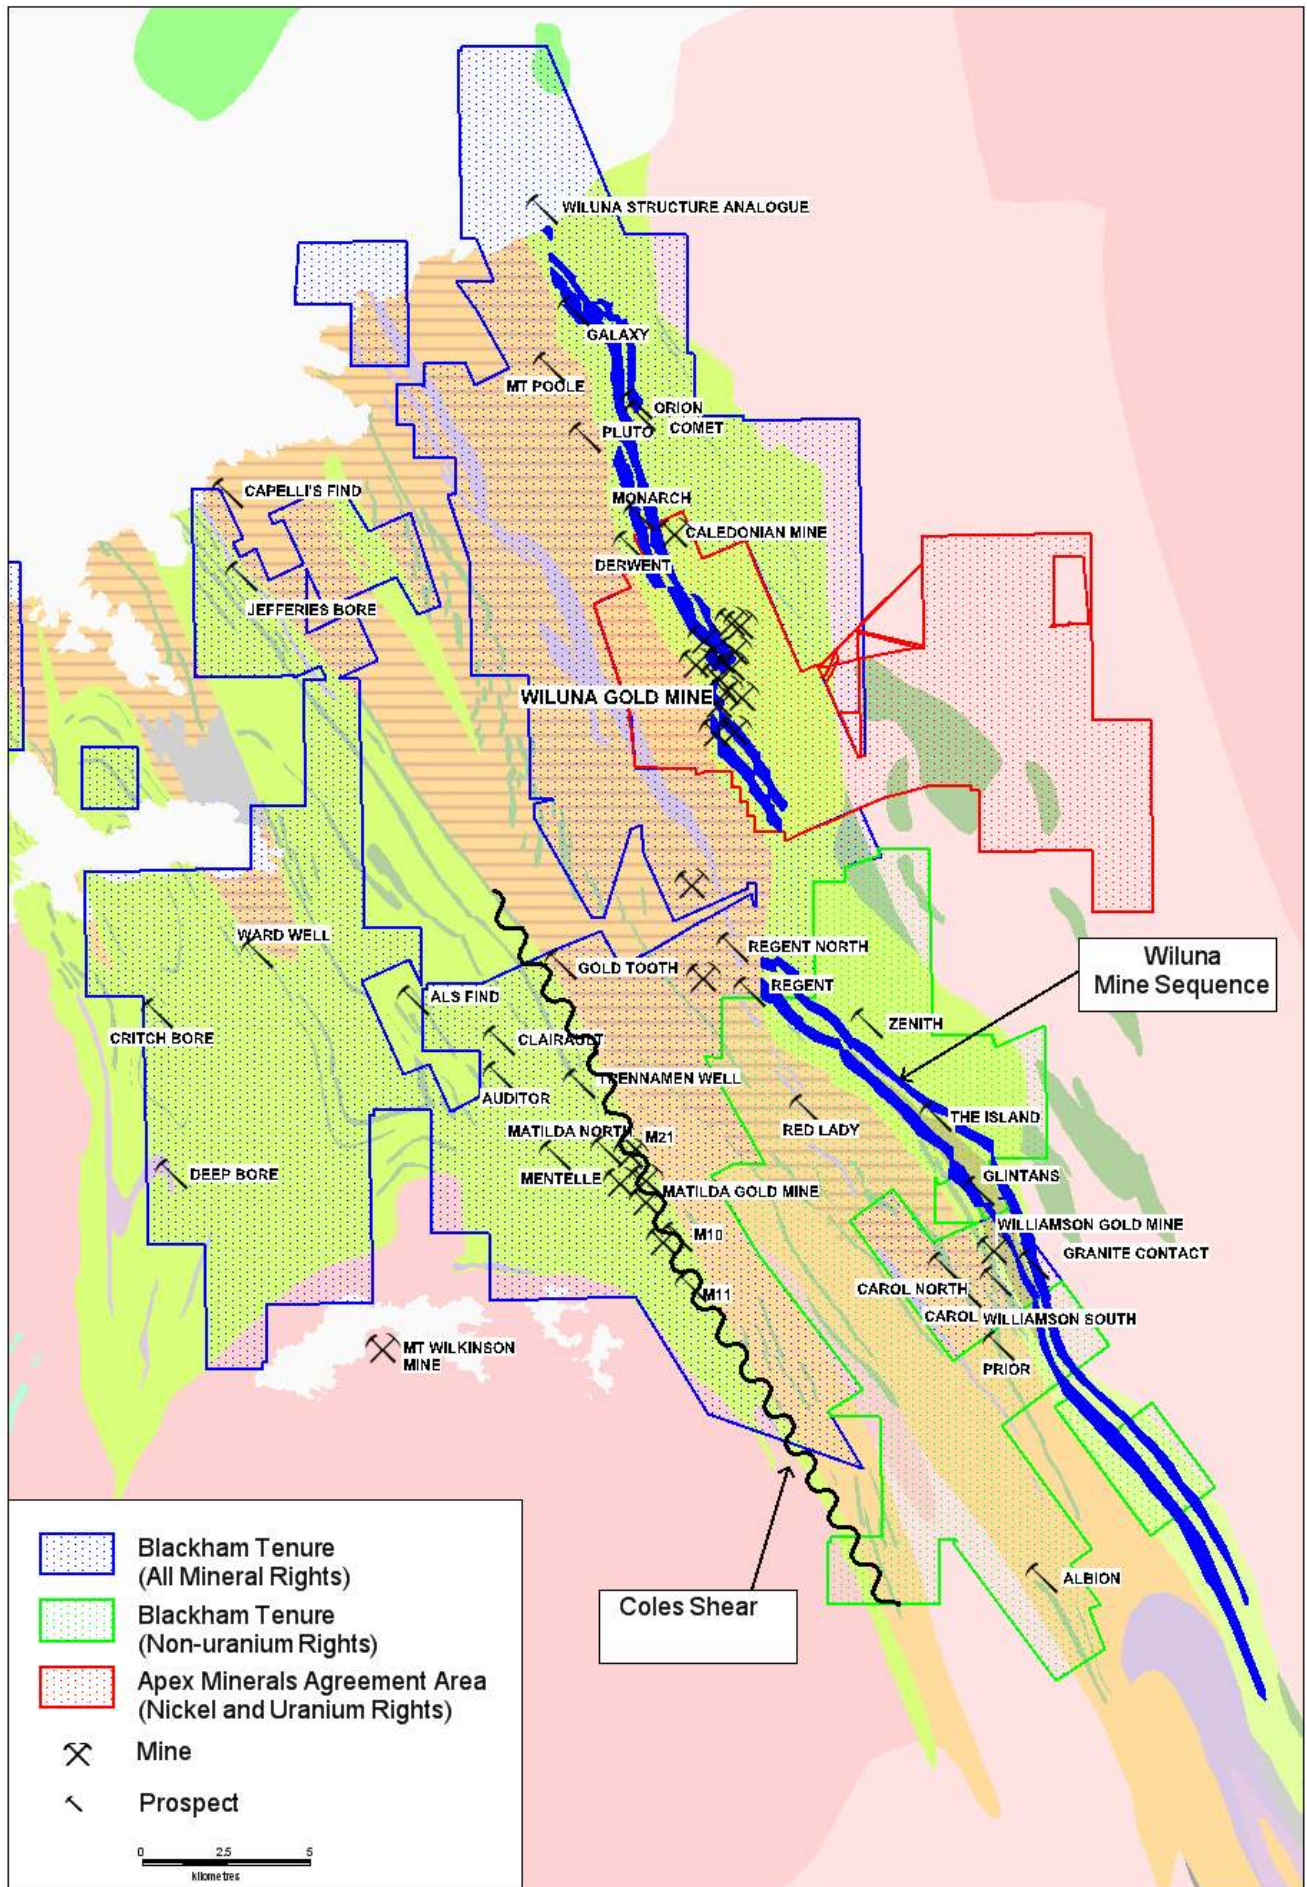 WILUNA STRUCTURE ANALOGUE
GALAXY
MT POOLE
ORION
COMET
PLUTO
CAPELLI'S FIND
MONARCH
CALEDONIAN MINE
DERWENT
JEFFERIES BORE
WILUNA GOLD MINE
WARD WELL
REGENT NORTH
GOLD TOOTH
REGENT
Wiluna
Mine Sequence
ALS FIND
ZENITH
CRITCH BORE
CLAIRAULT
TRENNAMEN WELL
AUDITOR
THE ISLAND
RED LADY
MATILDA NORTH
M21
DEEP BORE
MENTELLE
GLINTANS
MATILDA GOLD MINE
WILLIAMSON GOLD MINE
M10
GRANITE CONTACT
CAROL NORTH
M11
CAROL
WILLIAMSON SOUTH
MT WILKINSON
MINE
PRIOR
ALBION
Coles Shear
Blackham Tenure
(All Mineral Rights)
Blackham Tenure
(Non-uranium Rights)
Apex Minerals Agreement Area
(Nickel and Uranium Rights)
Mine
Prospect
0 2.5 5
kilometres